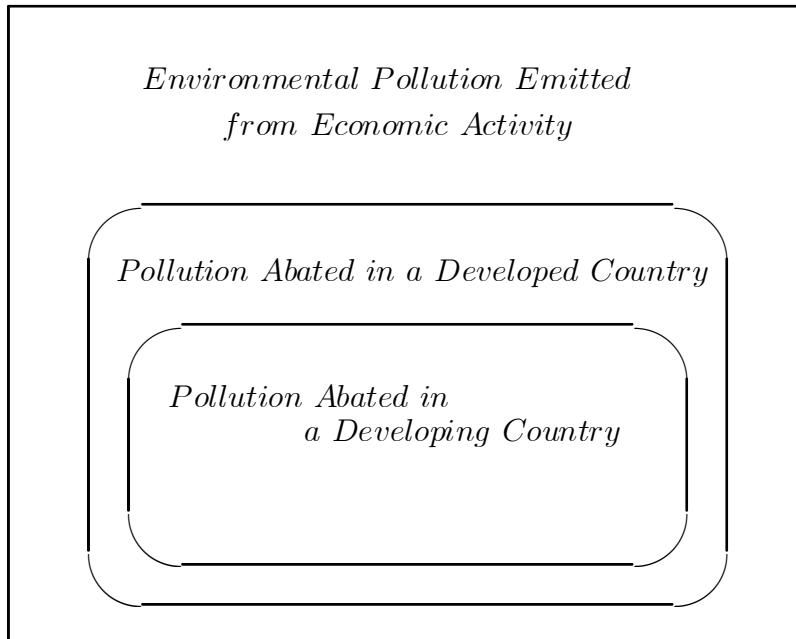 Environmental Pollution Emitted
from Economic Activity
Pollution Abated in a Developed Country
Pollution Abated in
a Developing Country